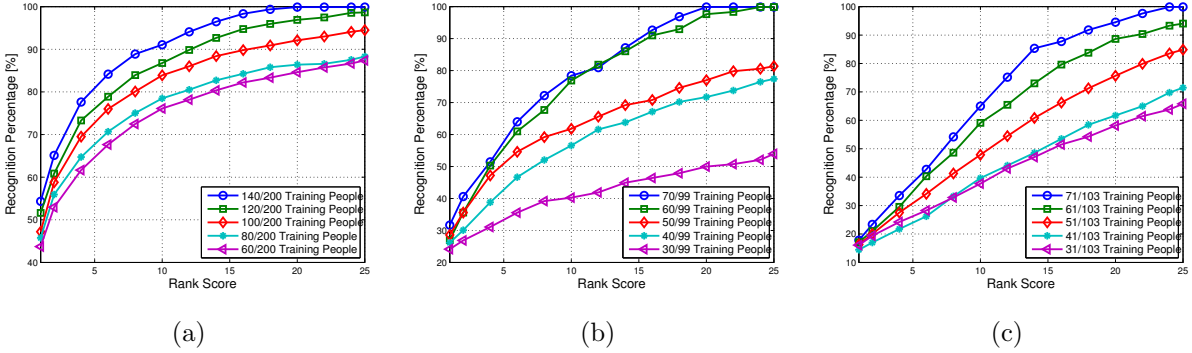 100
90
80
70
60
50
40
5 10 15 20 25
Rank Score
Recognition Percentage [%]
140/200 Training People
120/200 Training People
100/200 Training People
80/200 Training People
60/200 Training People
(a)
100
90
80
70
60
50
40
30
20
5 10 15 20 25
Rank Score
Recognition Percentage [%]
70/99 Training People
60/99 Training People
50/99 Training People
40/99 Training People
30/99 Training People
(b)
100
90
80
70
60
50
40
30
20
10
5 10 15 20 25
Rank Score
Recognition Percentage [%]
71/103 Training People
61/103 Training People
51/103 Training People
41/103 Training People
31/103 Training People
(c)